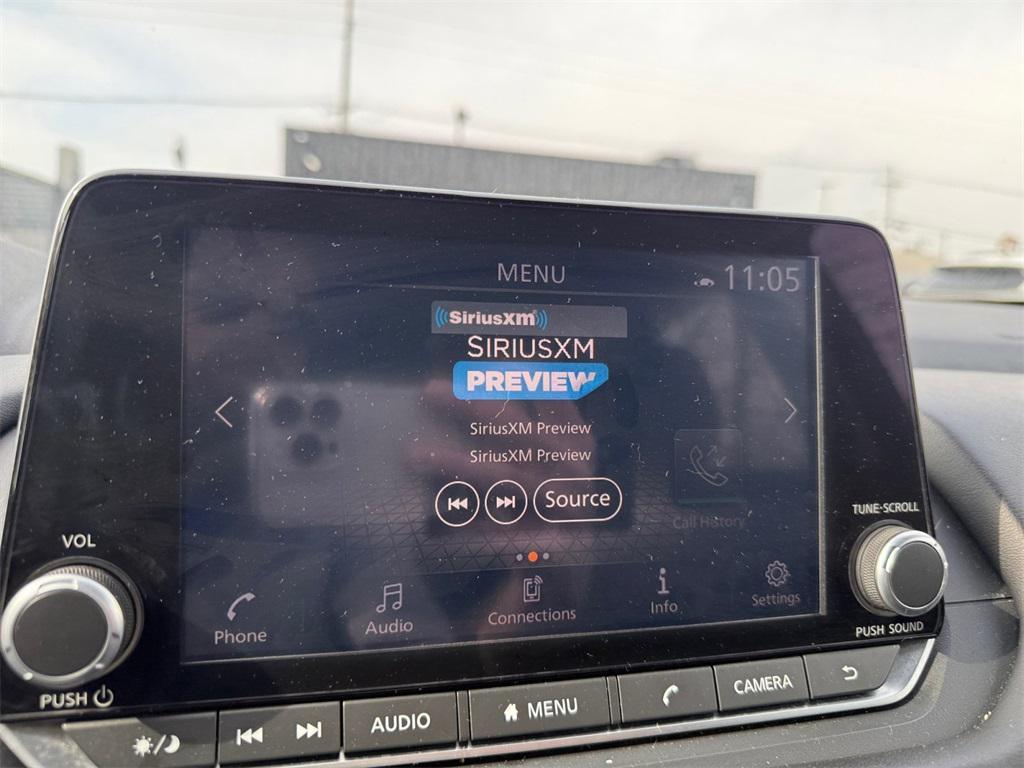 MENU
11:05
SiriusXm
SIRIUSXM
PREVIEW
SiriusXM Preview
SiriusXM Preview
Source
Call History
Phone
Audio
Connections
Info
Settings
VOL
PUSH
TUNE·SCROLL
PUSH SOUND
AUDIO
MENU
CAMERA